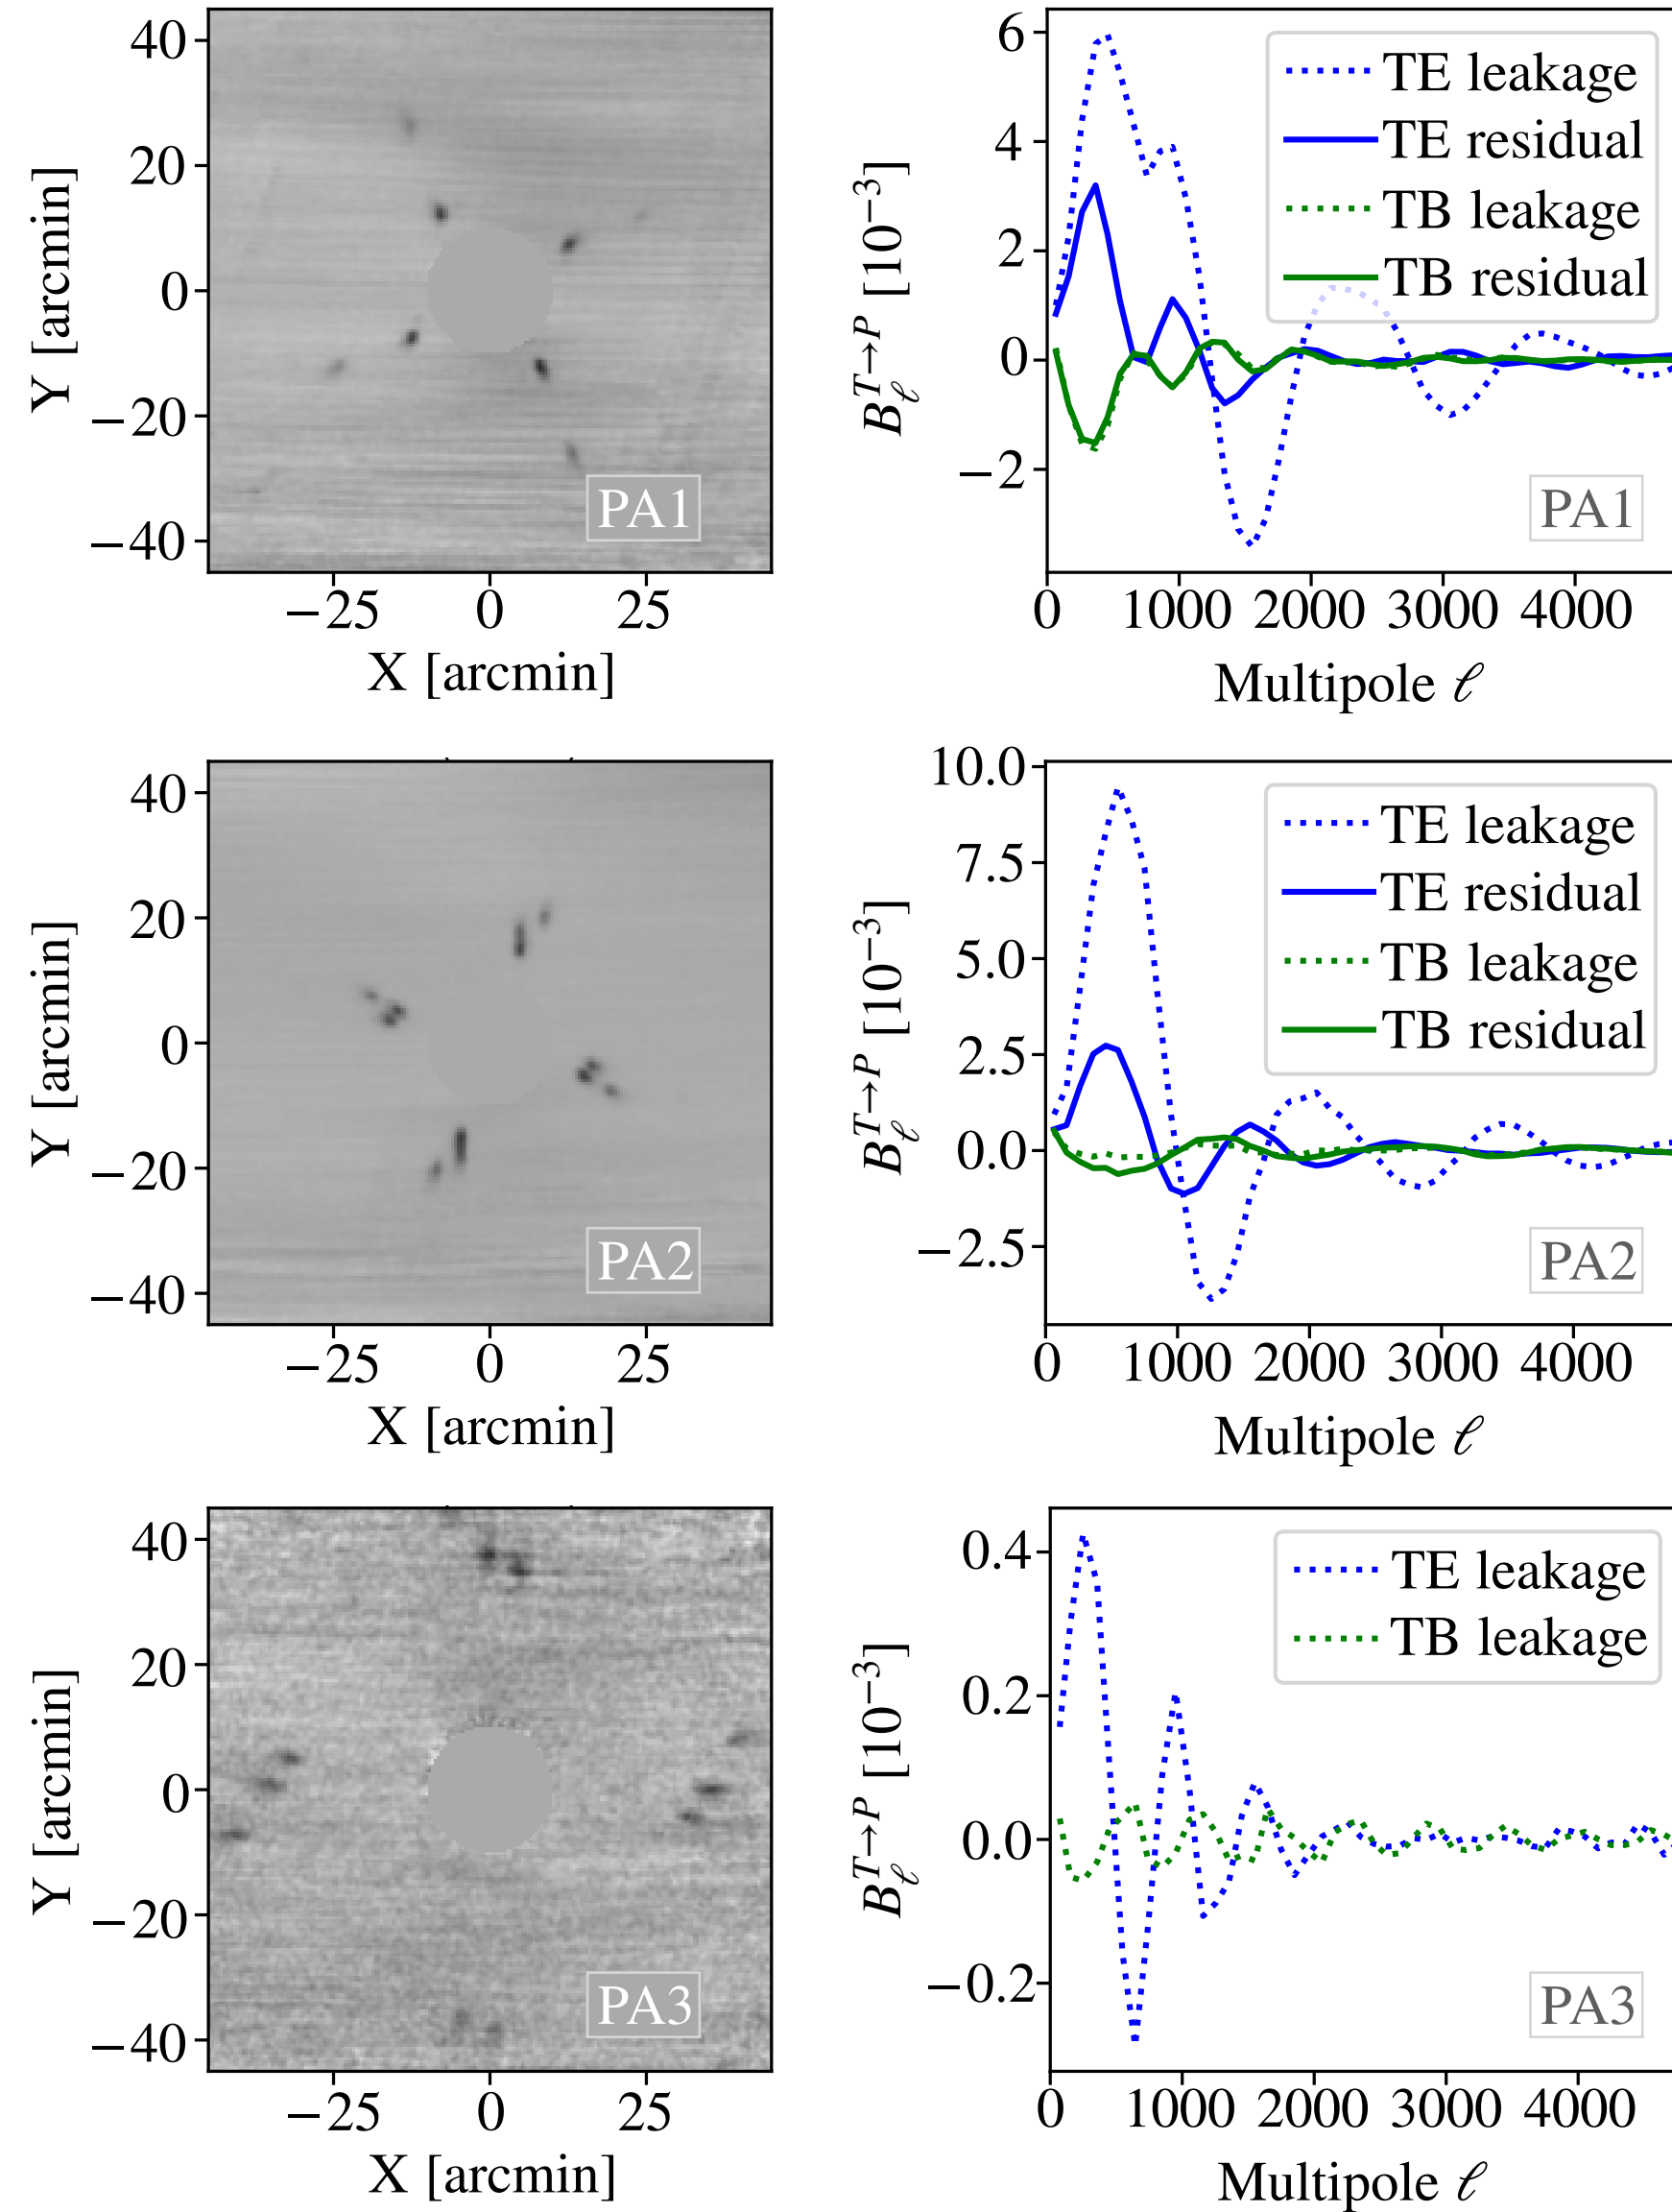 40
20
0
−20
−40
Y [arcmin]
PA1
−25 0 25
X [arcmin]
6
4
2
0
−2
B_ℓ^{T→P} [10^{−3}]
TE leakage
TE residual
TB leakage
TB residual
PA1
0 1000 2000 3000 4000
Multipole ℓ
40
20
0
−20
−40
Y [arcmin]
PA2
−25 0 25
X [arcmin]
10.0
7.5
5.0
2.5
0.0
−2.5
B_ℓ^{T→P} [10^{−3}]
TE leakage
TE residual
TB leakage
TB residual
PA2
0 1000 2000 3000 4000
Multipole ℓ
40
20
0
−20
−40
Y [arcmin]
PA3
−25 0 25
X [arcmin]
0.4
0.2
0.0
−0.2
B_ℓ^{T→P} [10^{−3}]
TE leakage
TB leakage
PA3
0 1000 2000 3000 4000
Multipole ℓ